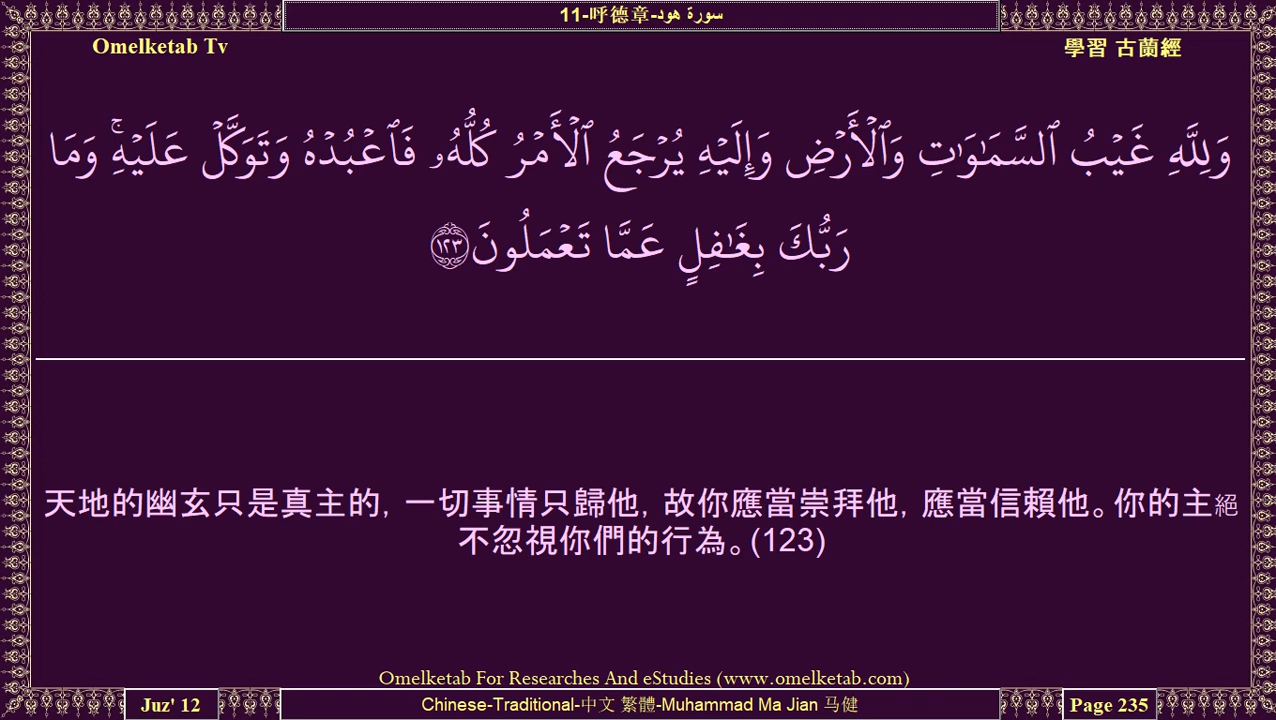 11-呼德章-سورة هود
Omelketab Tv
學習 古蘭經
وَلِلَّهِ غَيۡبُ ٱلسَّمَٰوَٰتِ وَٱلۡأَرۡضِ وَإِلَيۡهِ يُرۡجَعُ ٱلۡأَمۡرُ كُلُّهُۥ فَٱعۡبُدۡهُ وَتَوَكَّلۡ عَلَيۡهِۚ وَمَا
رَبُّكَ بِغَٰفِلٍ عَمَّا تَعۡمَلُونَ ١٢٣
天地的幽玄只是真主的, 一切事情只歸他, 故你應當崇拜他, 應當信賴他。你的主絕
不忽視你們的行為。(123)
Omelketab For Researches And eStudies (www.omelketab.com)
Juz' 12
Chinese-Traditional-中文 繁體-Muhammad Ma Jian 马健
Page 235